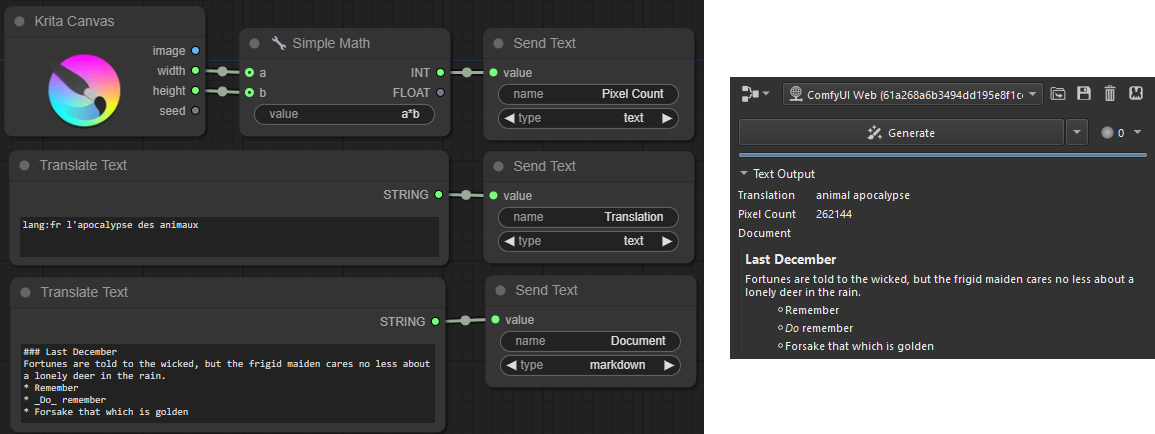 Krita Canvas
image
width
height
seed
Simple Math
a
INT
b
FLOAT
value a*b
Send Text
value
name Pixel Count
type text
Translate Text
STRING
lang:fr l'apocalypse des animaux
Send Text
value
name Translation
type text
Translate Text
STRING
### Last December
Fortunes are told to the wicked, but the frigid maiden cares no less about
a lonely deer in the rain.
* Remember
* _Do_ remember
* Forsake that which is golden
Send Text
value
name Document
type markdown
ComfyUI Web (61a268a6b3494dd195e8f1c
Generate
0
Text Output
Translation animal apocalypse
Pixel Count 262144
Document
Last December
Fortunes are told to the wicked, but the frigid maiden cares no less about a
lonely deer in the rain.
Remember
Do remember
Forsake that which is golden